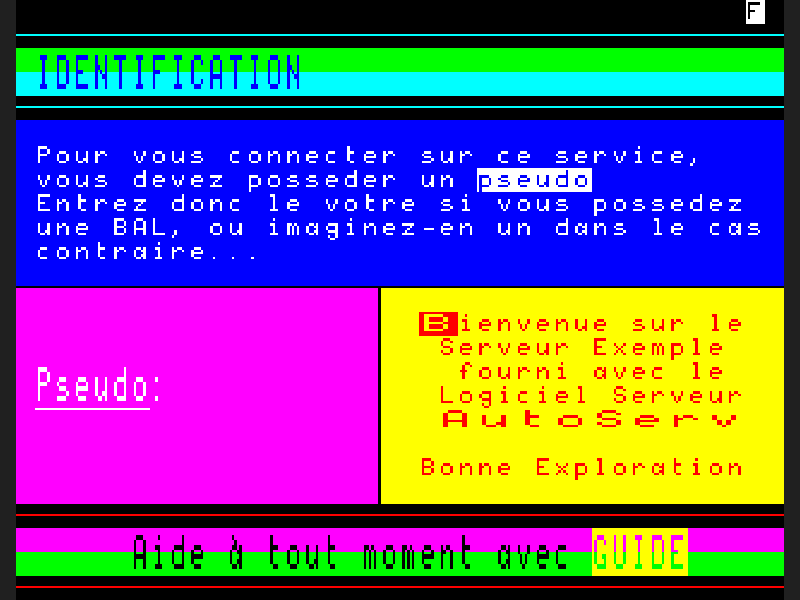 F
IDENTIFICATION
Pour vous connecter sur ce service,
vous devez posseder un pseudo
Entrez donc le votre si vous possedez
une BAL, ou imaginez-en un dans le cas
contraire...
Pseudo:
Bienvenue sur le
Serveur Exemple
fourni avec le
Logiciel Serveur
AutoServ
Bonne Exploration
Aide à tout moment avec GUIDE